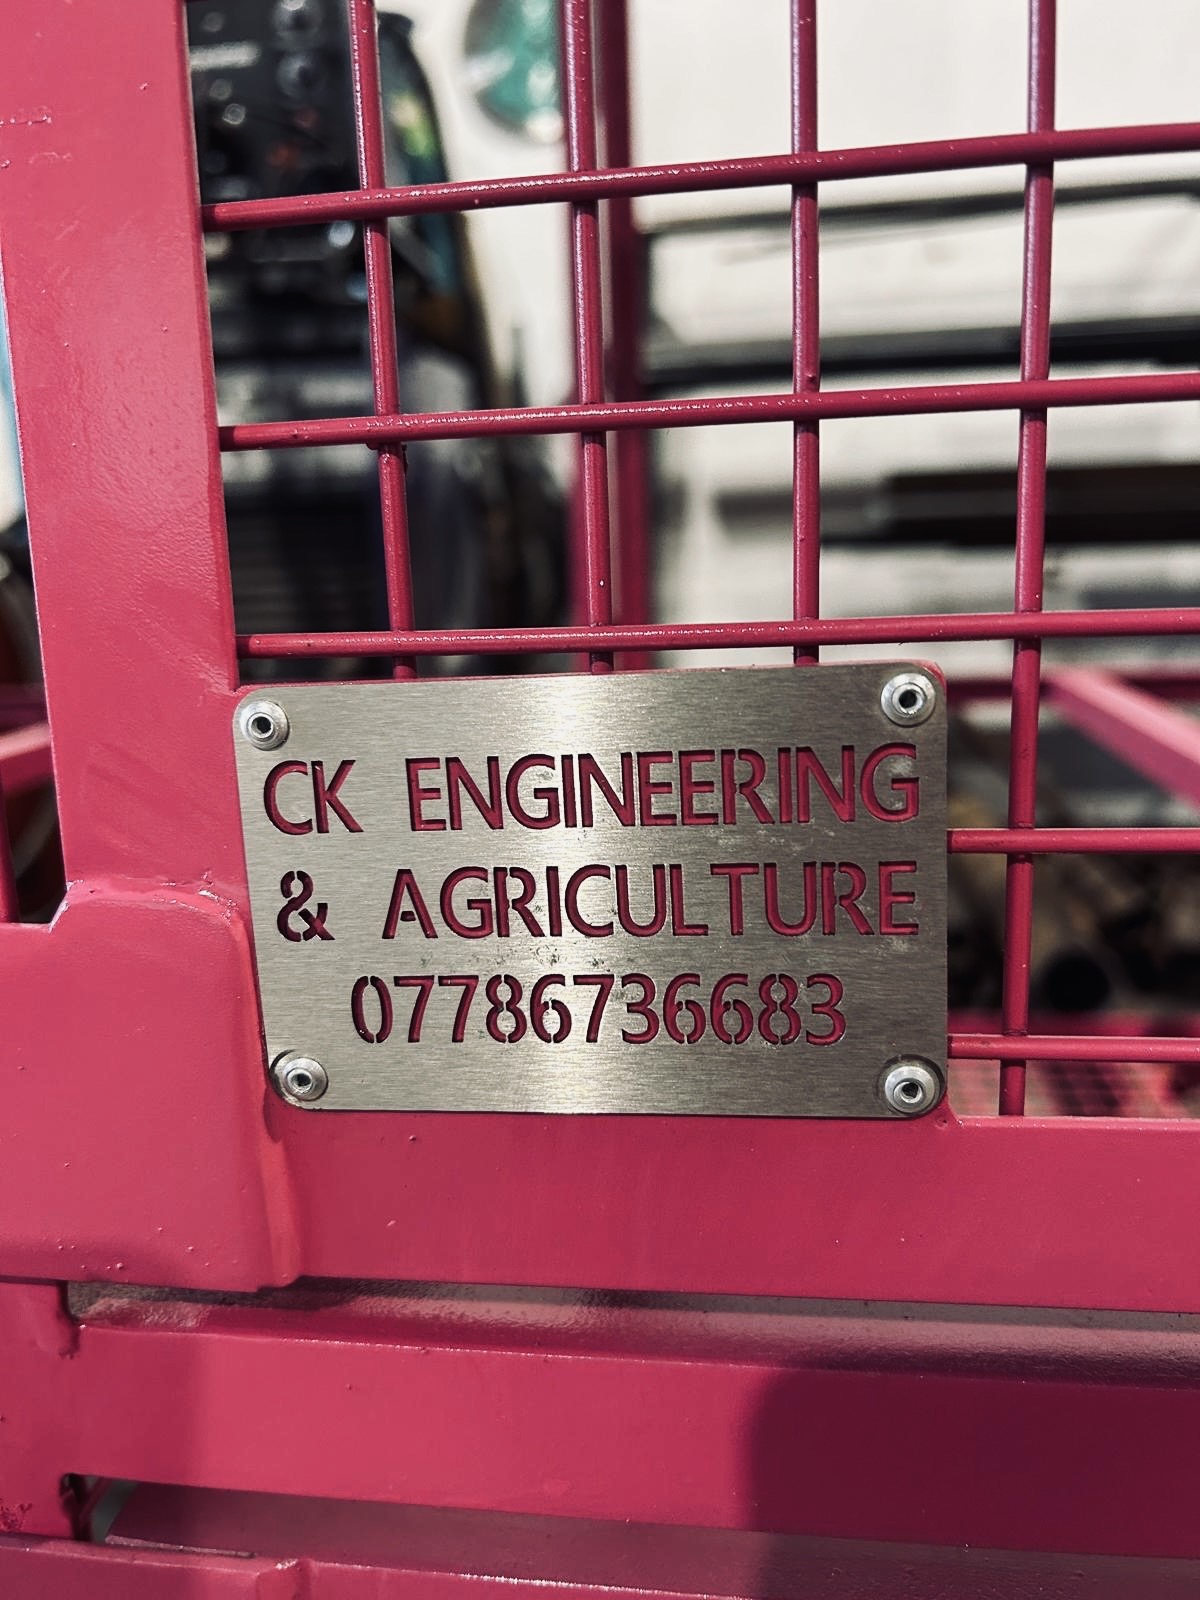 CK ENGINEERING
& AGRICULTURE
07786736683